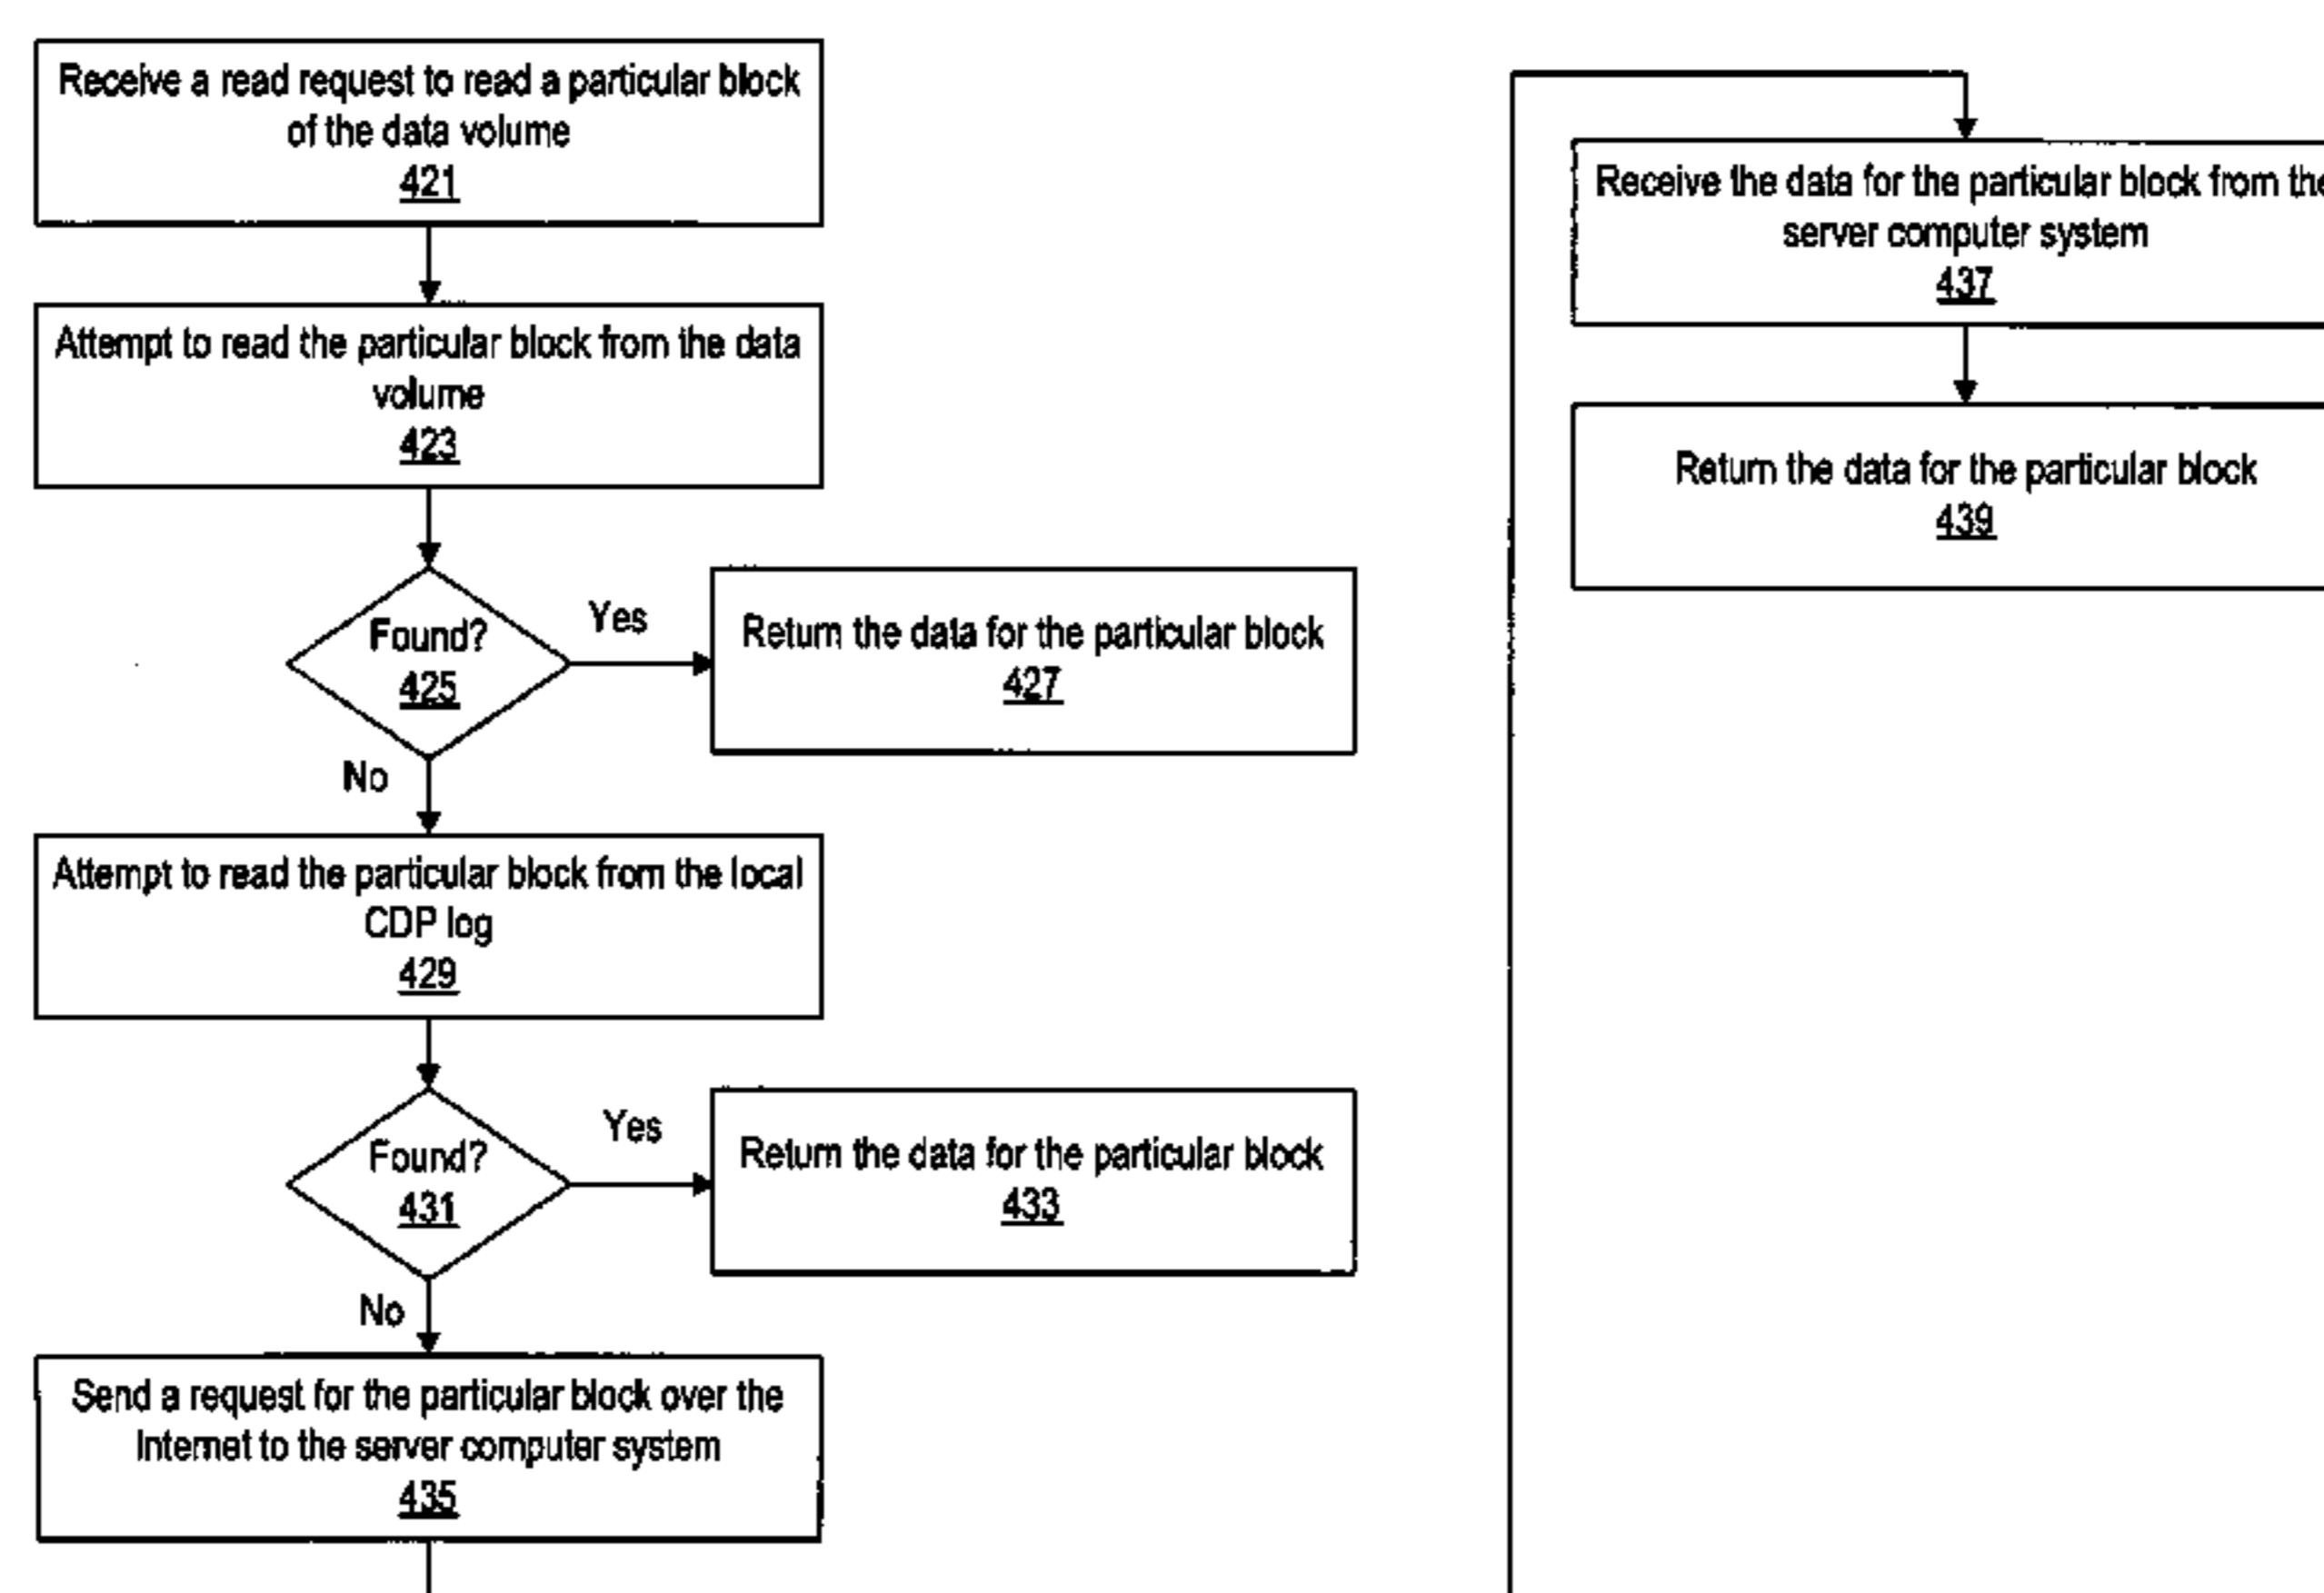 Receive a read request to read a particular block
of the data volume
421
Attempt to read the particular block from the data
volume
423
Found?
425
Yes
Return the data for the particular block
427
No
Attempt to read the particular block from the local
CDP log
429
Found?
431
Yes
Return the data for the particular block
433
No
Send a request for the particular block over the
Internet to the server computer system
435
Receive the data for the particular block from the
server computer system
437
Return the data for the particular block
439